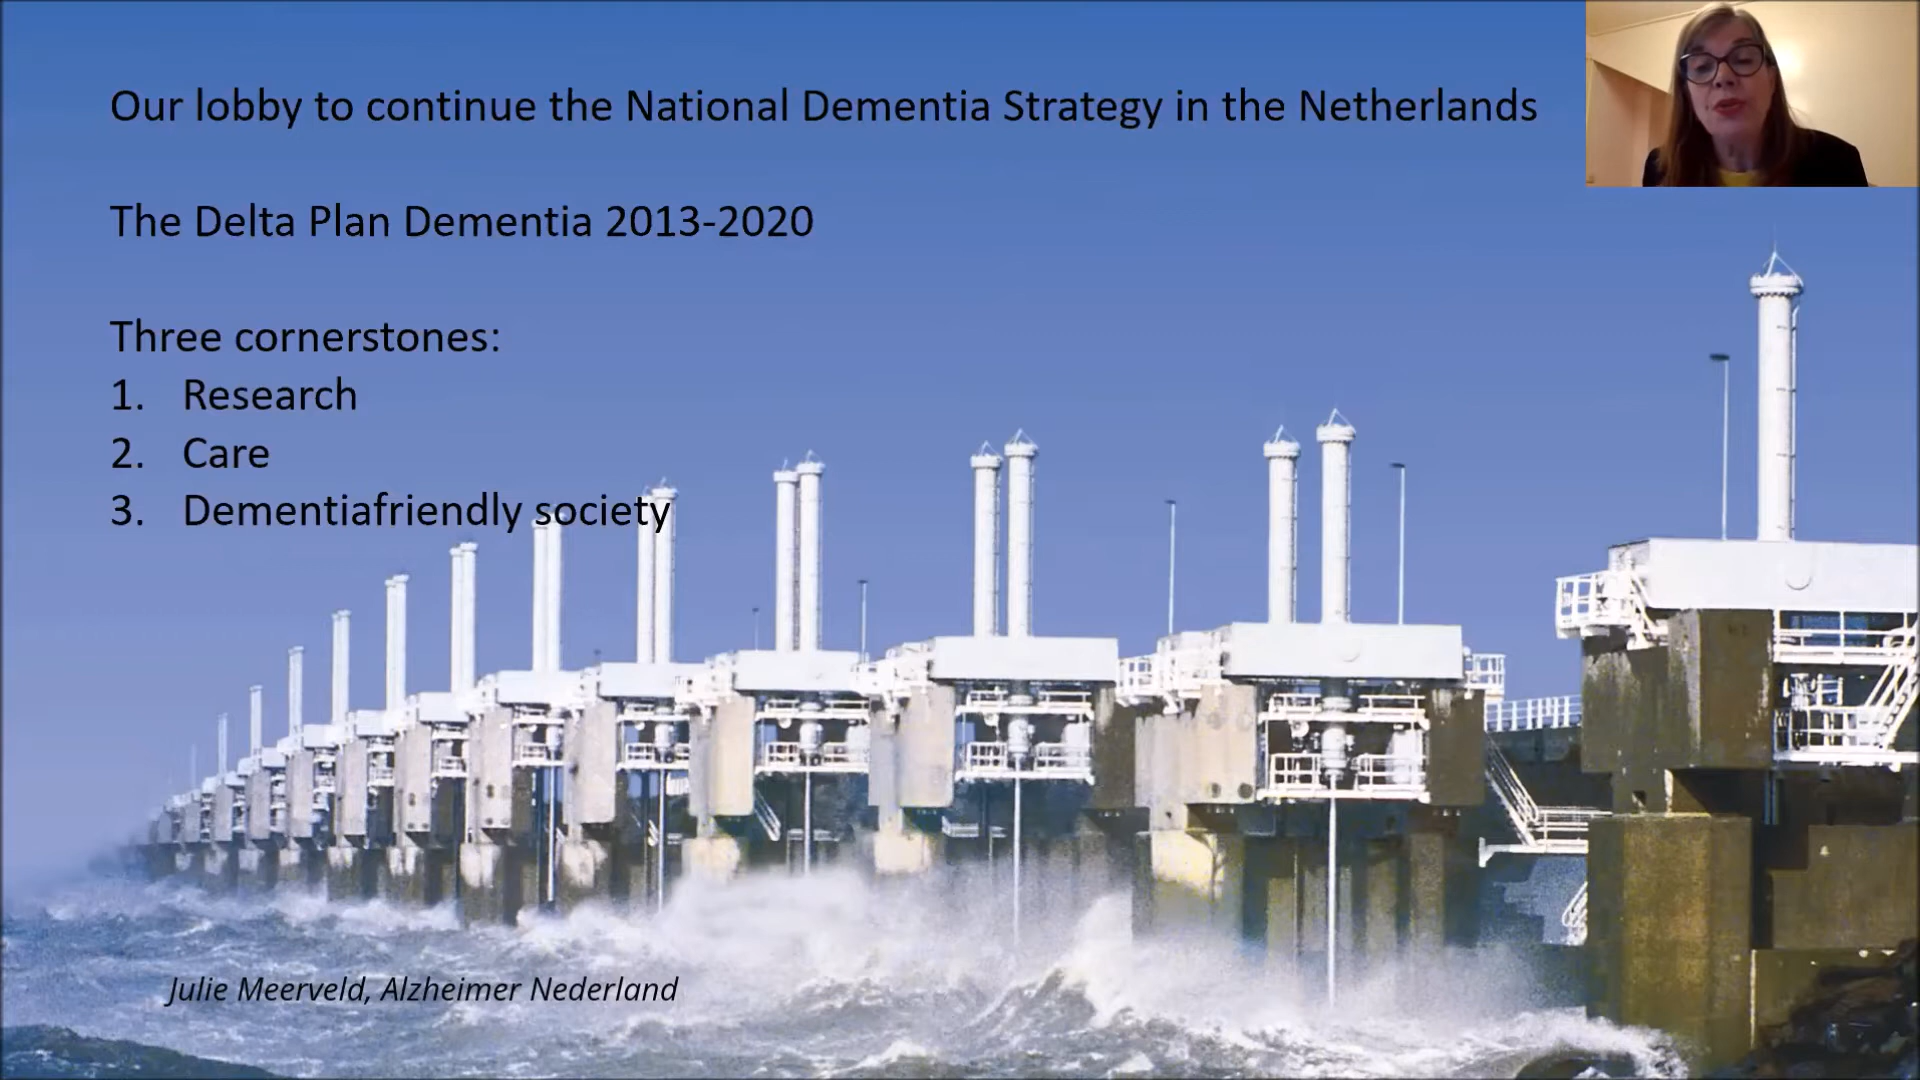 Our lobby to continue the National Dementia Strategy in the Netherlands
The Delta Plan Dementia 2013-2020
Three cornerstones:
1. Research
2. Care
3. Dementiafriendly society
Julie Meerveld, Alzheimer Nederland